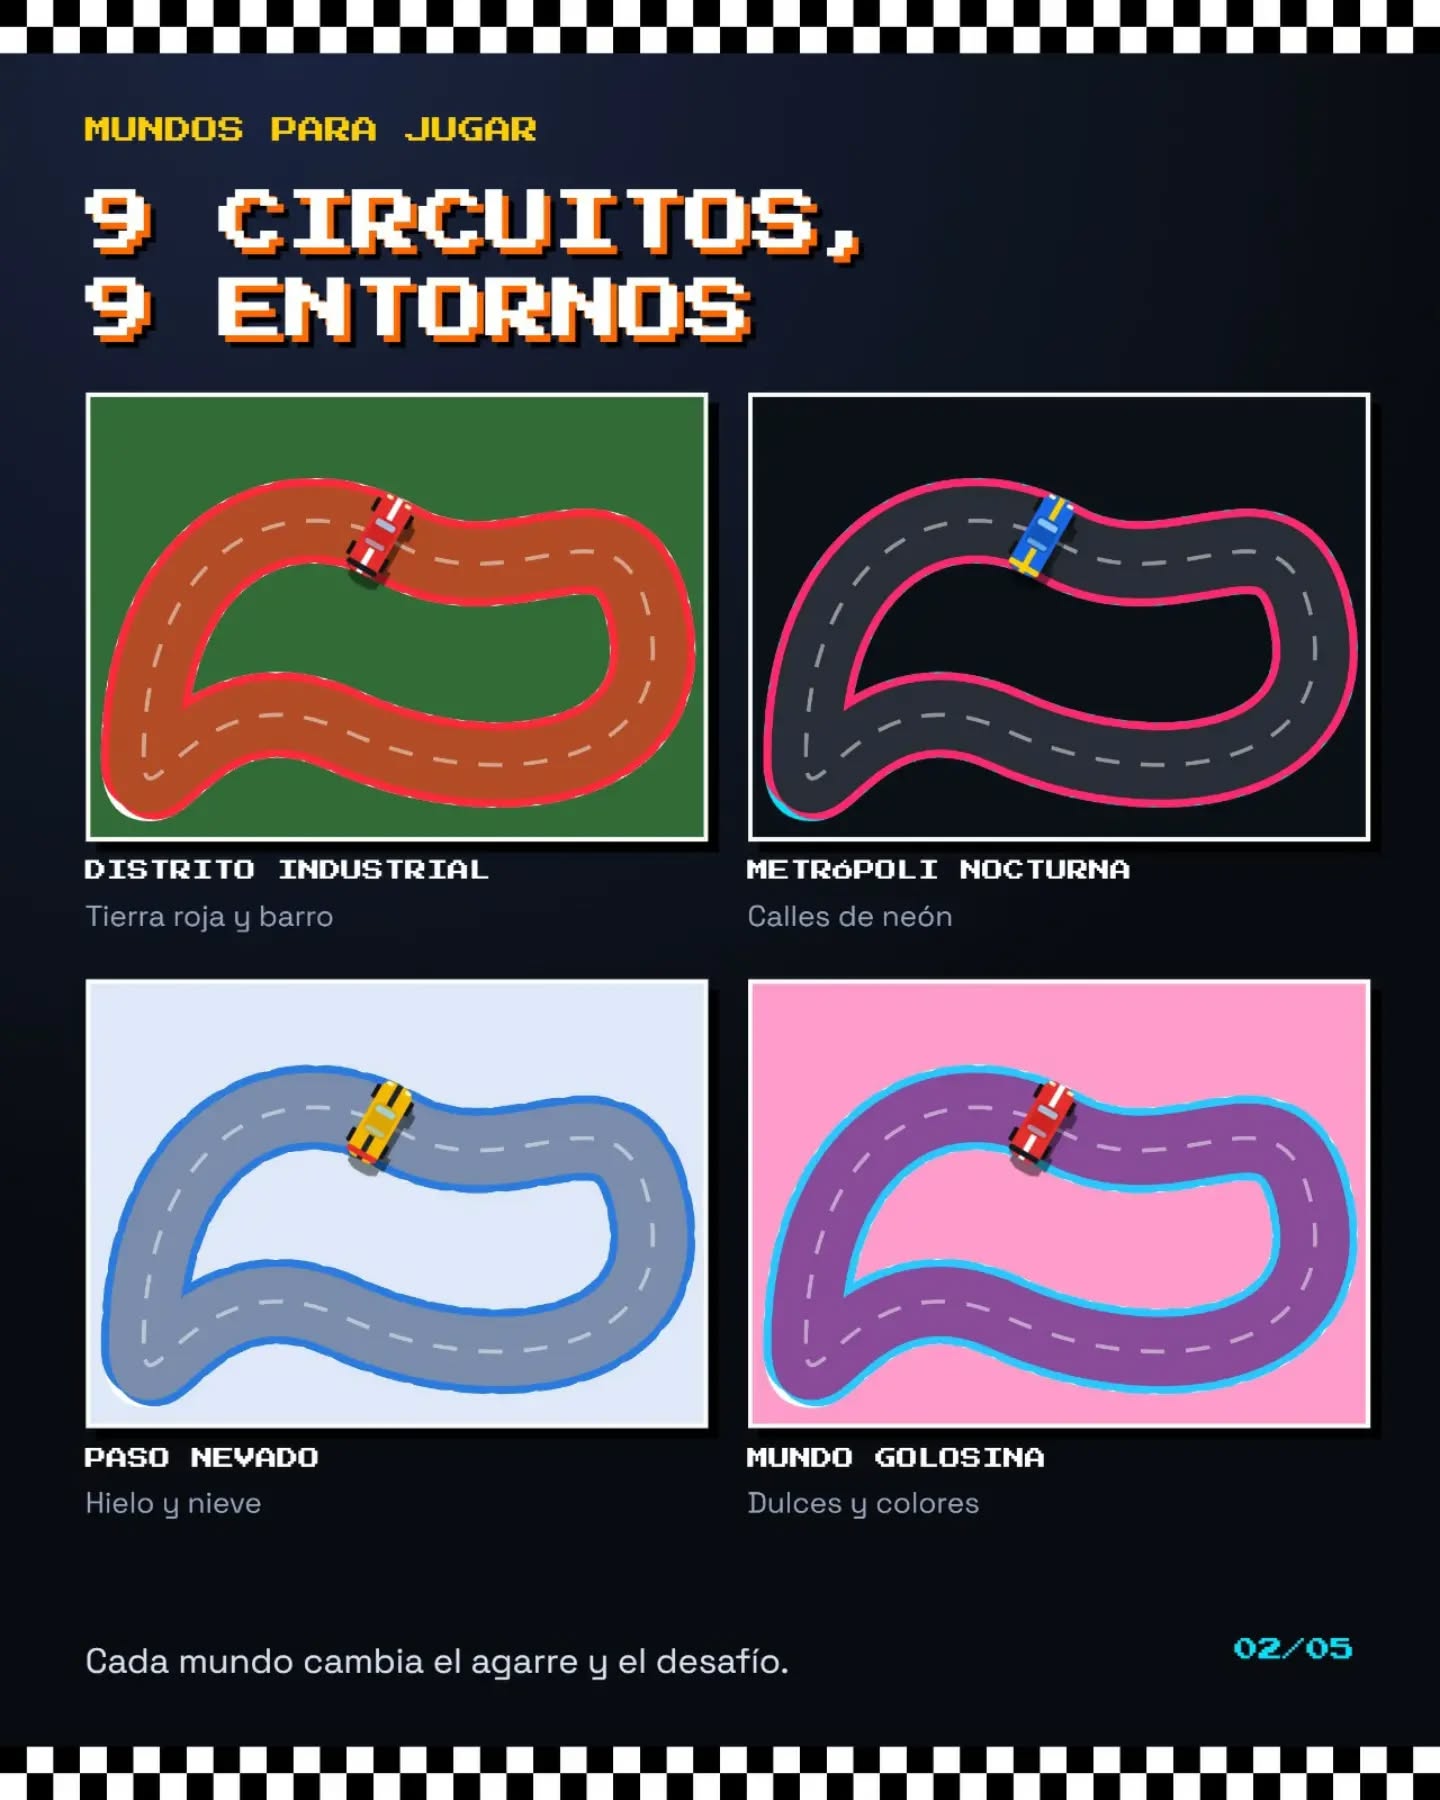 MUNDOS PARA JUGAR
9 CIRCUITOS,
9 ENTORNOS
DISTRITO INDUSTRIAL
Tierra roja y barro
METRóPOLI NOCTURNA
Calles de neón
PASO NEVADO
Hielo y nieve
MUNDO GOLOSINA
Dulces y colores
Cada mundo cambia el agarre y el desafío.
02/05